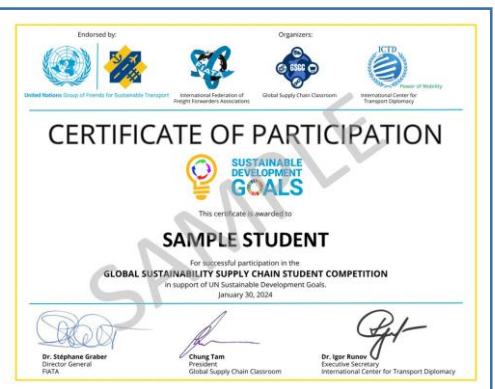 Endorsed by:
Organizers:
United Nations Group of Friends for Sustainable Transport
International Federation of
Freight Forwarders Associations
GSCC
Global Supply Chain Classroom
ICTD
Power of Mobility
International Center for
Transport Diplomacy
CERTIFICATE OF PARTICIPATION
SUSTAINABLE
DEVELOPMENT
GOALS
This certificate is awarded to
SAMPLE STUDENT
For successful participation in the
GLOBAL SUSTAINABILITY SUPPLY CHAIN STUDENT COMPETITION
in support of UN Sustainable Development Goals.
January 30, 2024
SAMPLE
Dr. Stéphane Graber
Director General
FIATA
Chung Tam
President
Global Supply Chain Classroom
Dr. Igor Runov
Executive Secretary
International Center for Transport Diplomacy